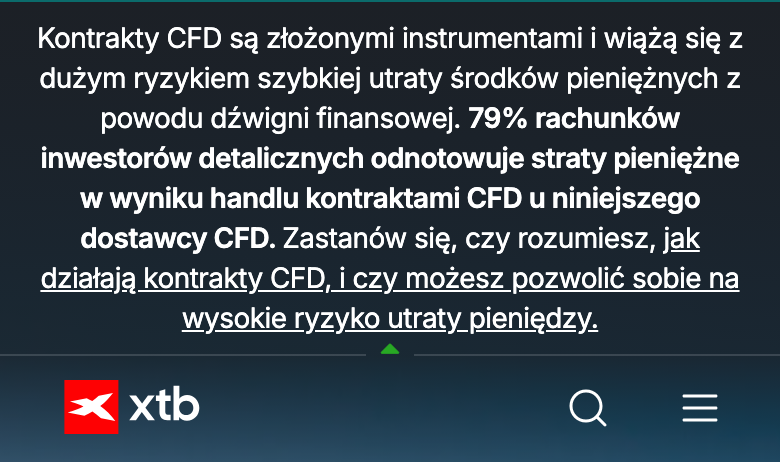 Kontrakty CFD są złożonymi instrumentami i wiążą się z
dużym ryzykiem szybkiej utraty środków pieniężnych z
powodu dźwigni finansowej. 79% rachunków
inwestorów detalicznych odnotowuje straty pieniężne
w wyniku handlu kontraktami CFD u niniejszego
dostawcy CFD. Zastanów się, czy rozumiesz, jak
działają kontrakty CFD, i czy możesz pozwolić sobie na
wysokie ryzyko utraty pieniędzy.
xtb